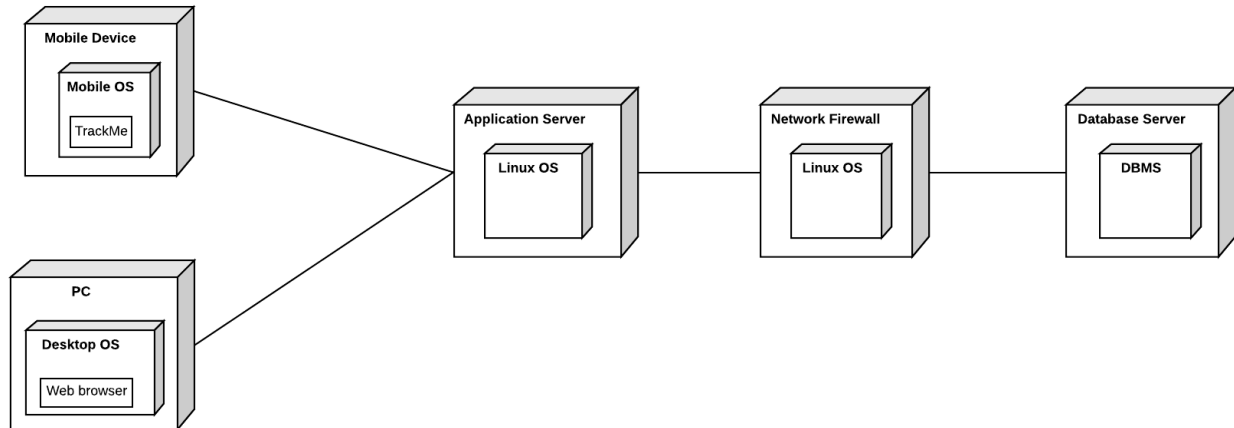 Mobile Device
Mobile OS
TrackMe
PC
Desktop OS
Web browser
Application Server
Linux OS
Network Firewall
Linux OS
Database Server
DBMS